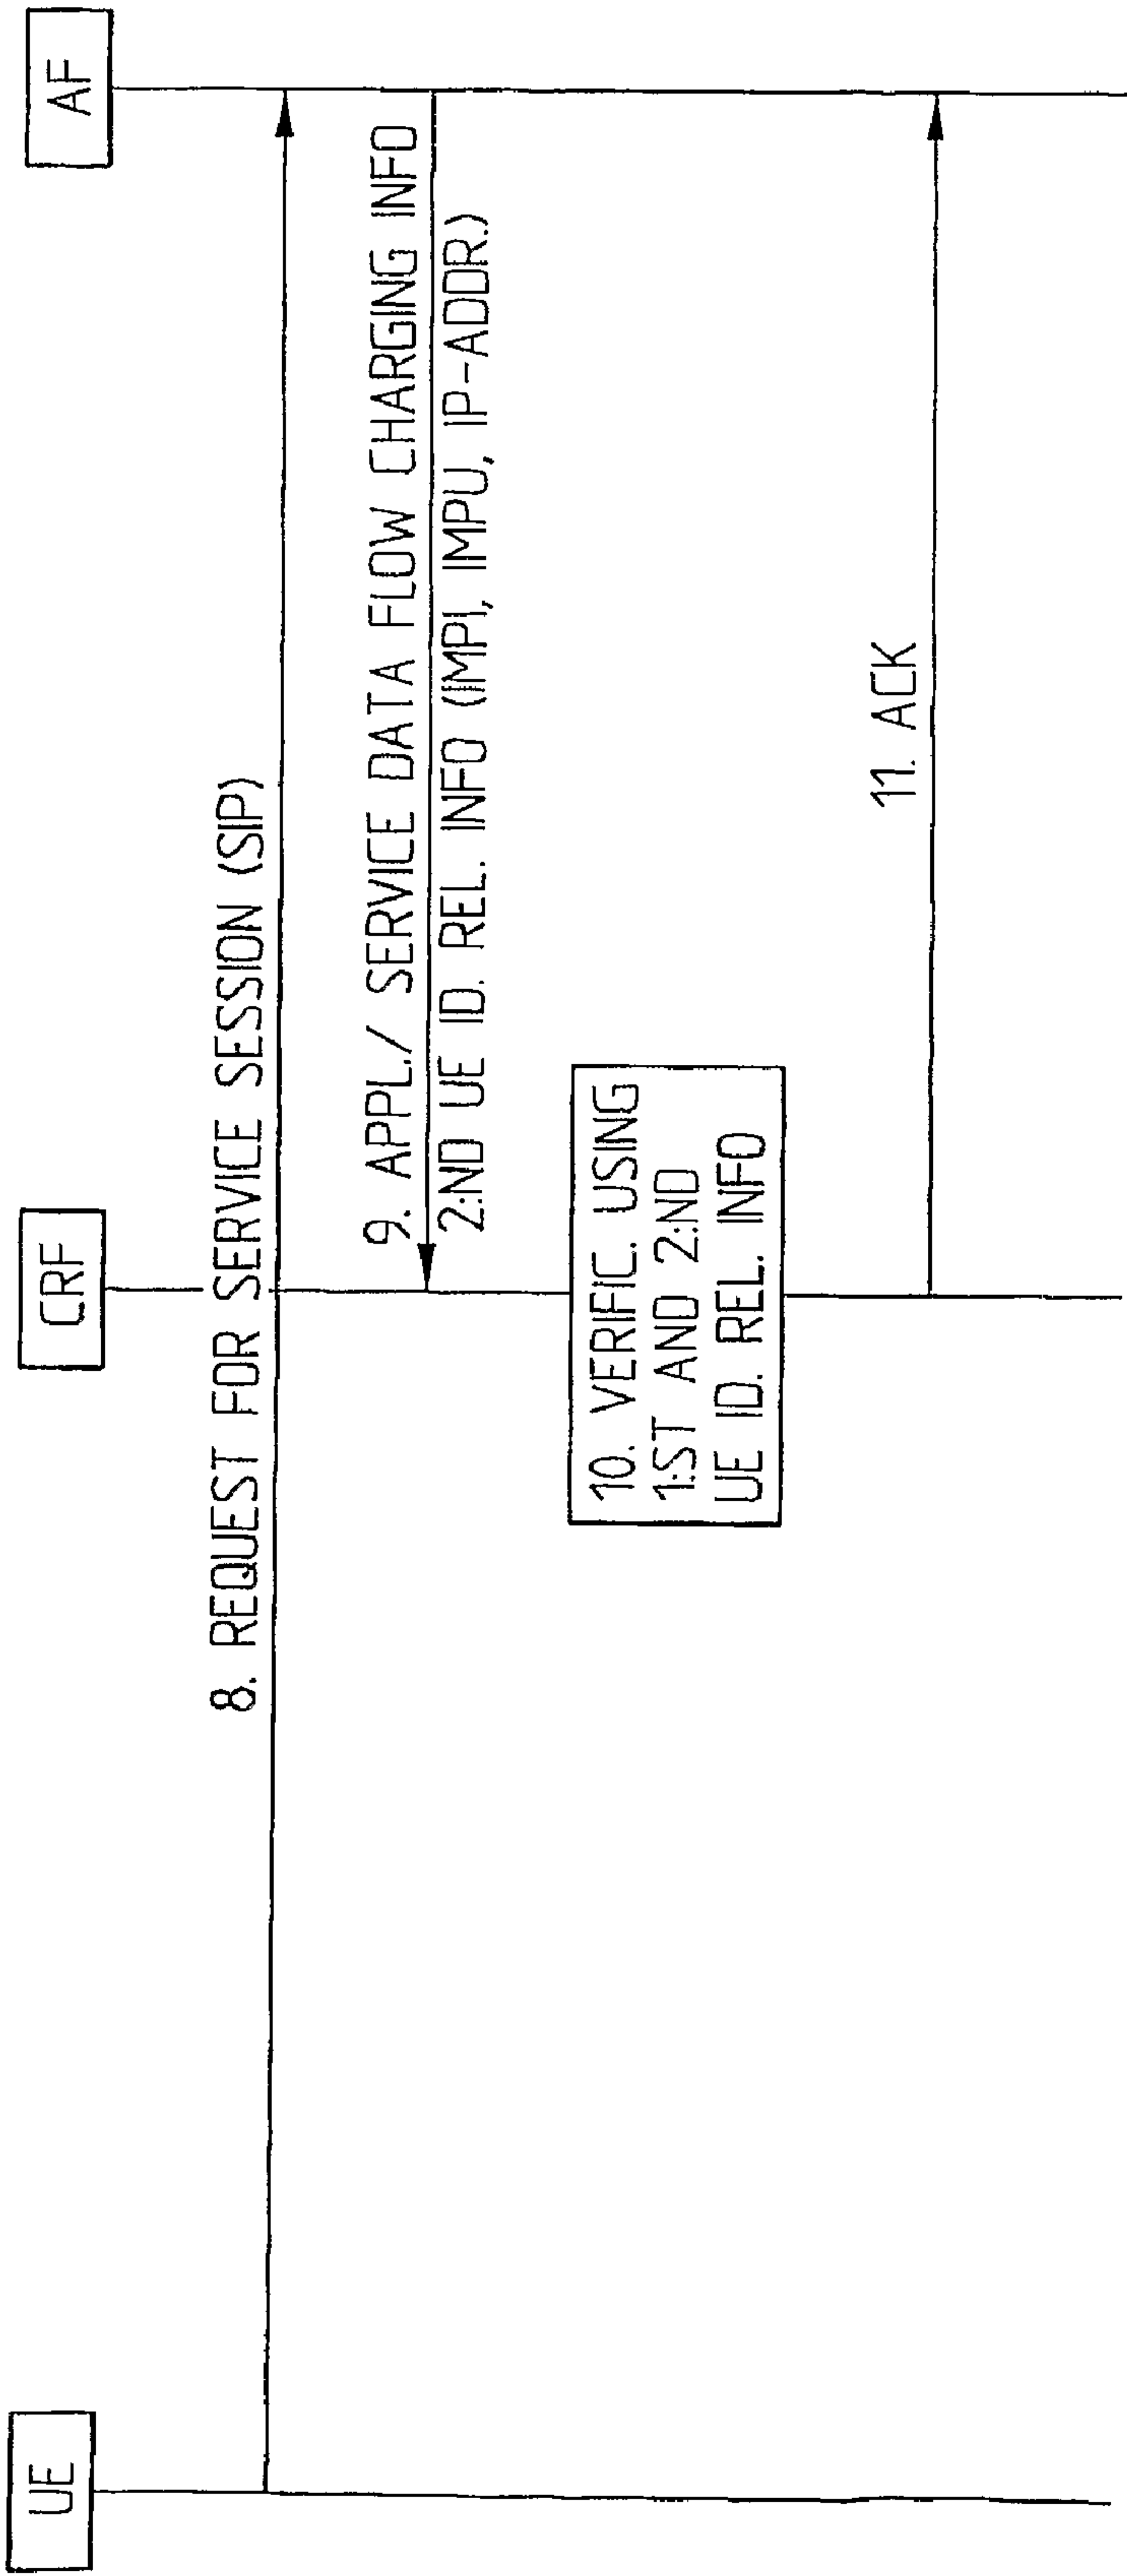 UE
CRF
AF
8. REQUEST FOR SERVICE SESSION (SIP)
9. APPL./ SERVICE DATA FLOW CHARGING INFO
2:ND UE ID. REL. INFO (IMPI, IMPU, IP-ADDR.)
10. VERIFIC. USING
1:ST AND 2:ND
UE ID. REL. INFO
11. ACK